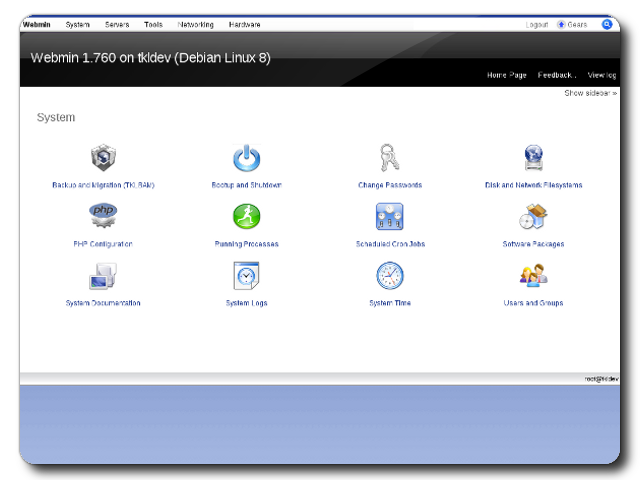 Webmin System Servers Tools Networking Hardware Logout Gears
Webmin 1.760 on tkldev (Debian Linux 8)
Home Page Feedback.. View log
Show sidebar »
System
Backup and Migration (TKLBAM) Bootup and Shutdown Change Passwords Disk and Network Filesystems
php
PHP Configuration Running Processes Scheduled Cron Jobs Software Packages
System Documentation System Logs System Time Users and Groups
root@tkldev